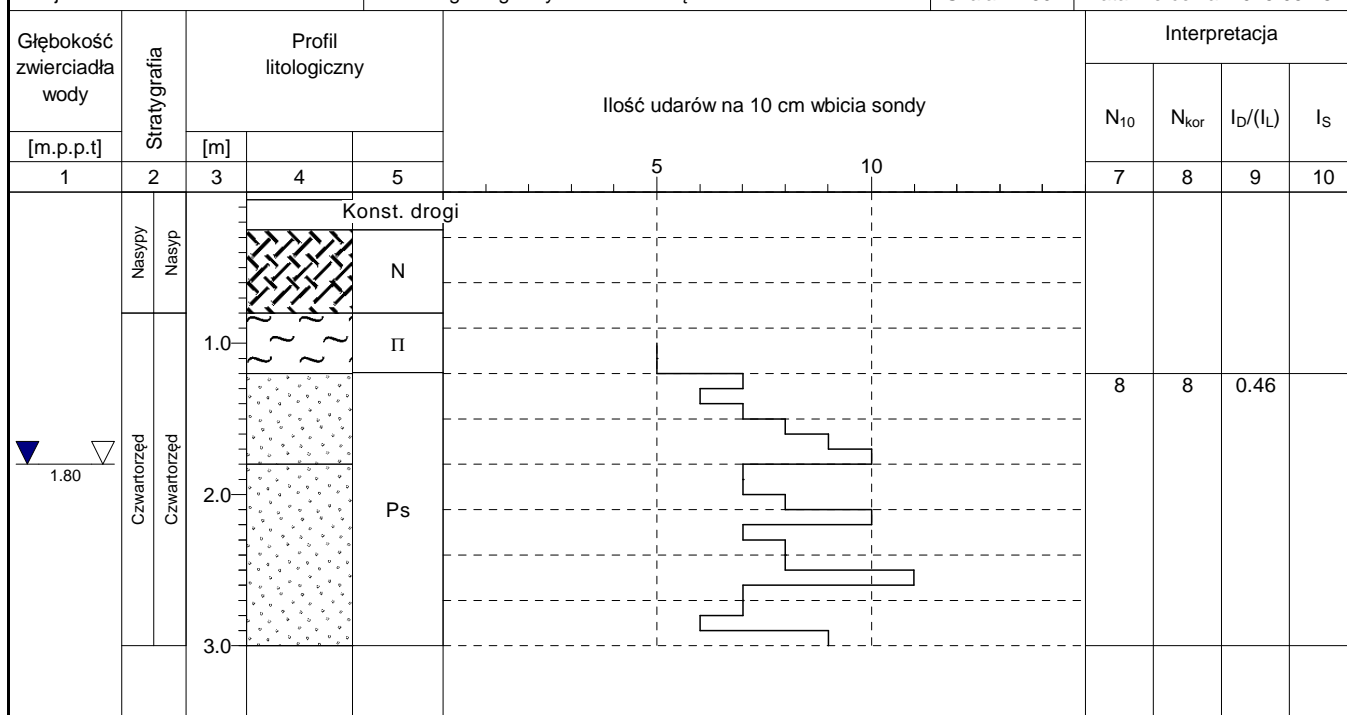 Głębokość
zwierciadła
wody
Stratygrafia
Profil
litologiczny
Ilość udarów na 10 cm wbicia sondy
Interpretacja
N10 Nkor ID/(IL) IS
[m.p.p.t] [m]
5 10
1 2 3 4 5 7 8 9 10
Konst. drogi
Nasypy Nasyp
N
1.0 Π
8 8 0.46
1.80
Czwartorzęd Czwartorzęd
2.0
Ps
3.0